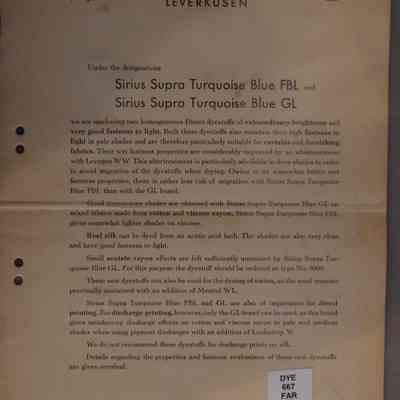 LEVERKUSEN
Under the designations
Sirius Supra Turquoise Blue FBL and
Sirius Supra Turquoise Blue GL
we are marketing two homogeneous Direct dyestuffs of extraordinary brightness and
very good fastness to light. Both these dyestuffs also maintain their high fastness to
light in pale shades and are therefore particularly suitable for curtains and furnishing
fabrics. Their wet fastness properties are considerably improved by an aftertreatment
with Levogen WW. This aftertreatment is particularly advisable in deep shades in order
to avoid migration of the dyestuffs when drying. Owing to its somewhat better wet
fastness properties, there is rather less risk of migration with Sirius Supra Turquoise
Blue FBL than with the GL brand.
Good monotone shades are obtained with Sirius Supra Turquoise Blue GL on
mixed fabrics made from cotton and viscose rayon. Sirius Supra Turquoise Blue FBL
gives somewhat lighter shades on viscose.
Real silk can be dyed from an acetic acid bath. The shades are also very clean
and have good fastness to light.
Small acetate rayon effects are left sufficiently unstained by Sirius Supra Tur-
quoise Blue GL. For this purpose the dyestuff should be ordered as type No. 9000.
These new dyestuffs can also be used for the dyeing of union, in the usual manner
preferably with an addition of WL.
Sirius Supra Turquoise Blue FBL and GL are also of importance for direct
printing. For discharge printing, however, only the GL brand can be used, as this brand
gives satisfactory discharge effects on cotton and viscose rayon in pale and medium
shades when using pigment discharges with an addition of W.
We do not recommend these dyestuffs for discharge prints on silk.
Details regarding the properties and fastness evaluations of these new dyestuffs
are given overleaf.
DYE
667
FAR